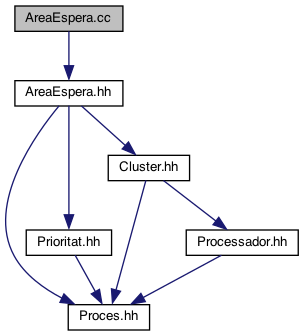 AreaEspera.cc
AreaEspera.hh
Cluster.hh
Prioritat.hh
Processador.hh
Proces.hh